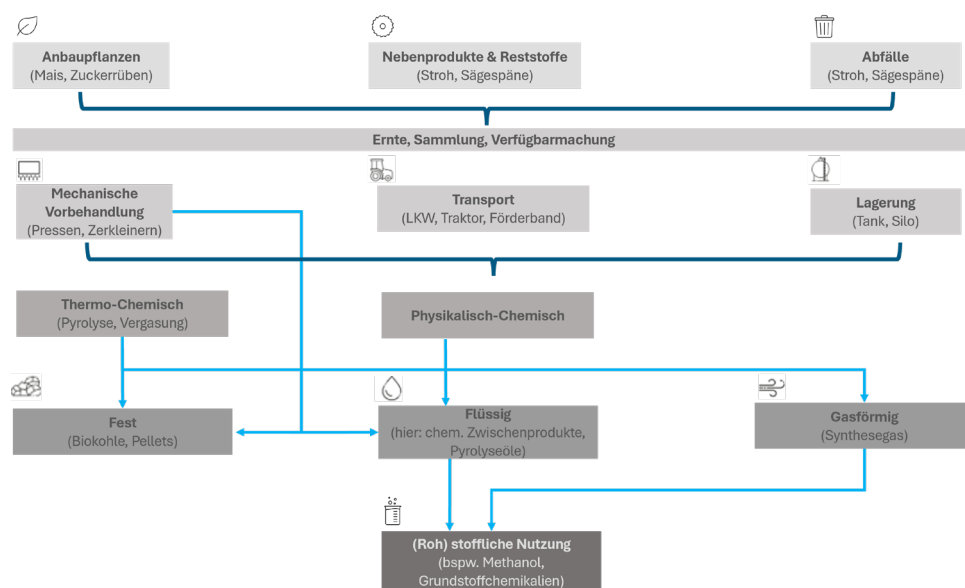 Anbaupflanzen
(Mais, Zuckerrüben)
Nebenprodukte & Reststoffe
(Stroh, Sägespäne)
Abfälle
(Stroh, Sägespäne)
Ernte, Sammlung, Verfügbarmachung
Mechanische
Vorbehandlung
(Pressen, Zerkleinern)
Transport
(LKW, Traktor, Förderband)
Lagerung
(Tank, Silo)
Thermo-Chemisch
(Pyrolyse, Vergasung)
Physikalisch-Chemisch
Fest
(Biokohle, Pellets)
Flüssig
(hier: chem. Zwischenprodukte,
Pyrolyseöle)
Gasförmig
(Synthesegas)
(Roh) stoffliche Nutzung
(bspw. Methanol,
Grundstoffchemikalien)